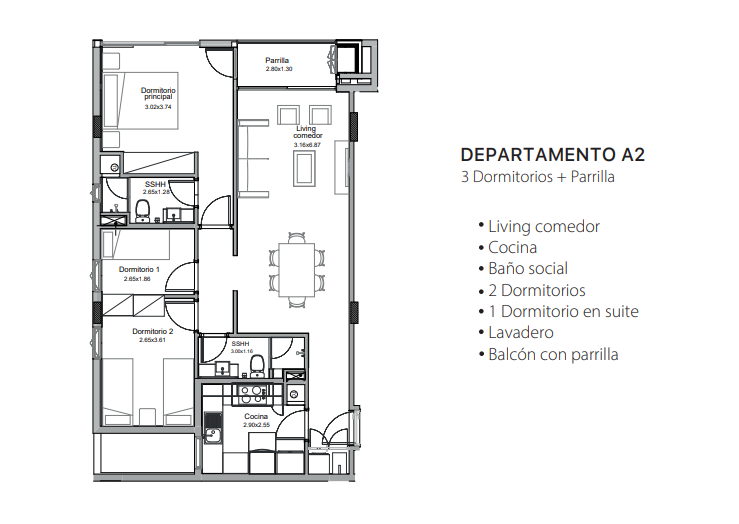 Parrilla
2.80x1.30
Dormitorio
principal
3.02x3.74
Living
comedor
3.16x6.87
SSHH
2.65x1.28
Dormitorio 1
2.65x1.86
Dormitorio 2
2.65x3.61
SSHH
3.00x1.16
Cocina
2.90x2.55
DEPARTAMENTO A2
3 Dormitorios + Parrilla
• Living comedor
• Cocina
• Baño social
• 2 Dormitorios
• 1 Dormitorio en suite
• Lavadero
• Balcón con parrilla